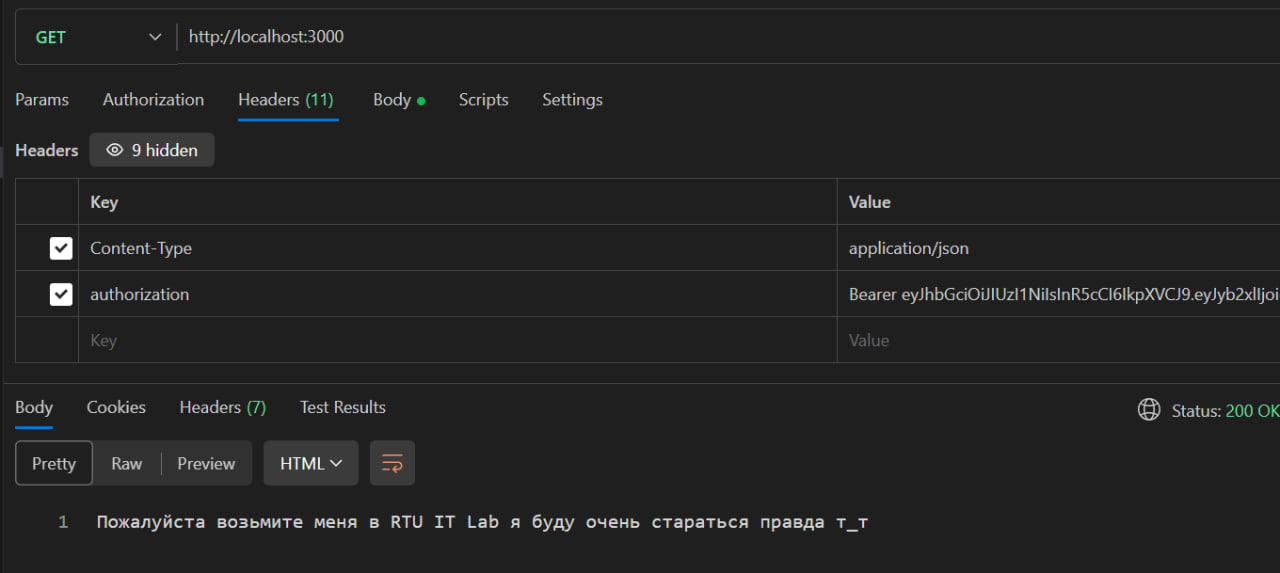 GET http://localhost:3000
Params Authorization Headers (11) Body Scripts Settings
Headers 9 hidden
Key Value
Content-Type application/json
authorization Bearer eyJhbGciOiJIUzI1NiIsInR5cCI6IkpXVCJ9.eyJyb2xlIjoi
Key Value
Body Cookies Headers (7) Test Results Status: 200 OK
Pretty Raw Preview HTML
1 Пожалуйста возьмите меня в RTU IT Lab я буду очень стараться правда т_т